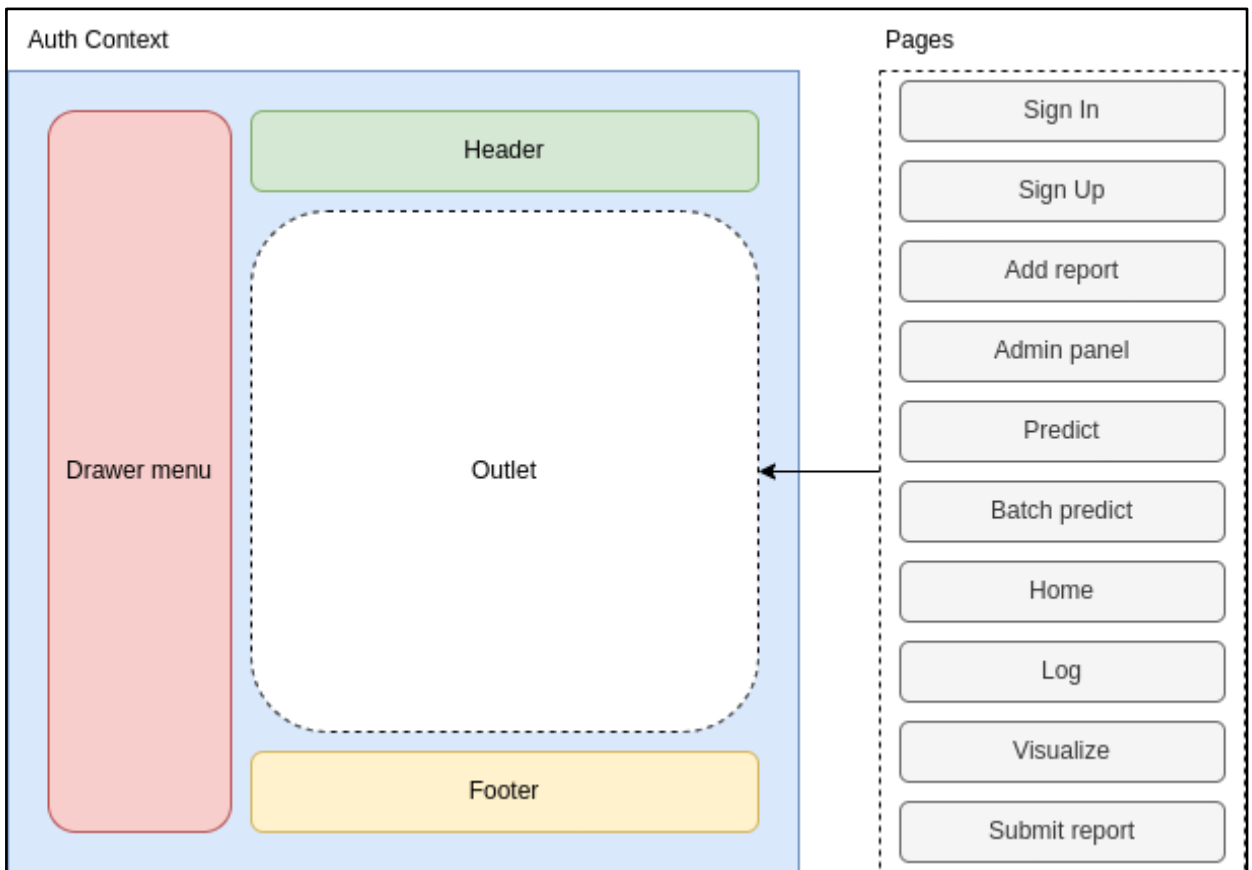 Auth Context
Pages
Header
Drawer menu
Outlet
Footer
Sign In
Sign Up
Add report
Admin panel
Predict
Batch predict
Home
Log
Visualize
Submit report